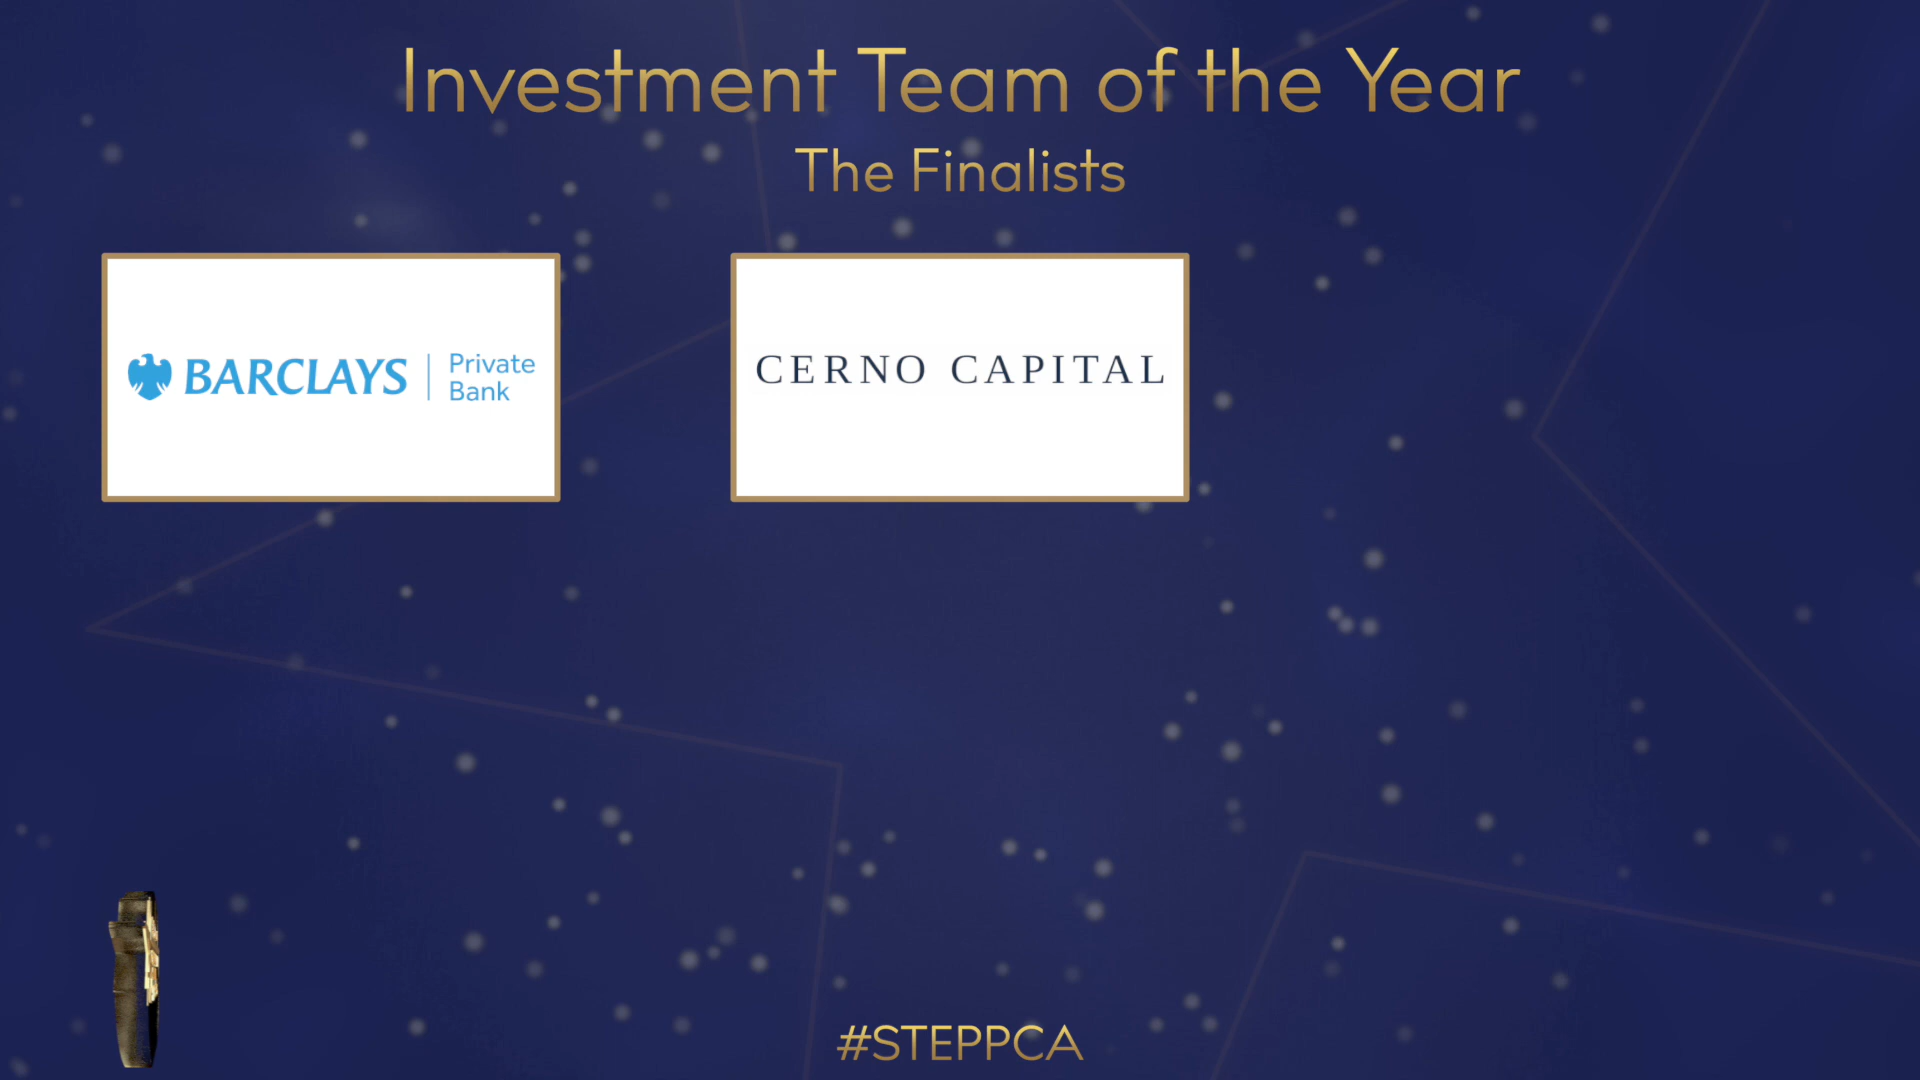 Investment Team of the Year
The Finalists
BARCLAYS
Private
Bank
CERNO CAPITAL
#STEPPCA